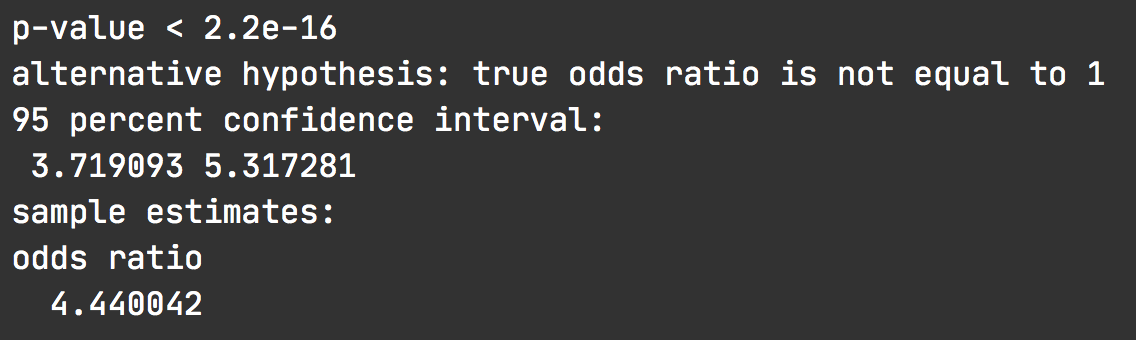 p-value < 2.2e-16
alternative hypothesis: true odds ratio is not equal to 1
95 percent confidence interval:
 3.719093 5.317281
sample estimates:
odds ratio
  4.440042